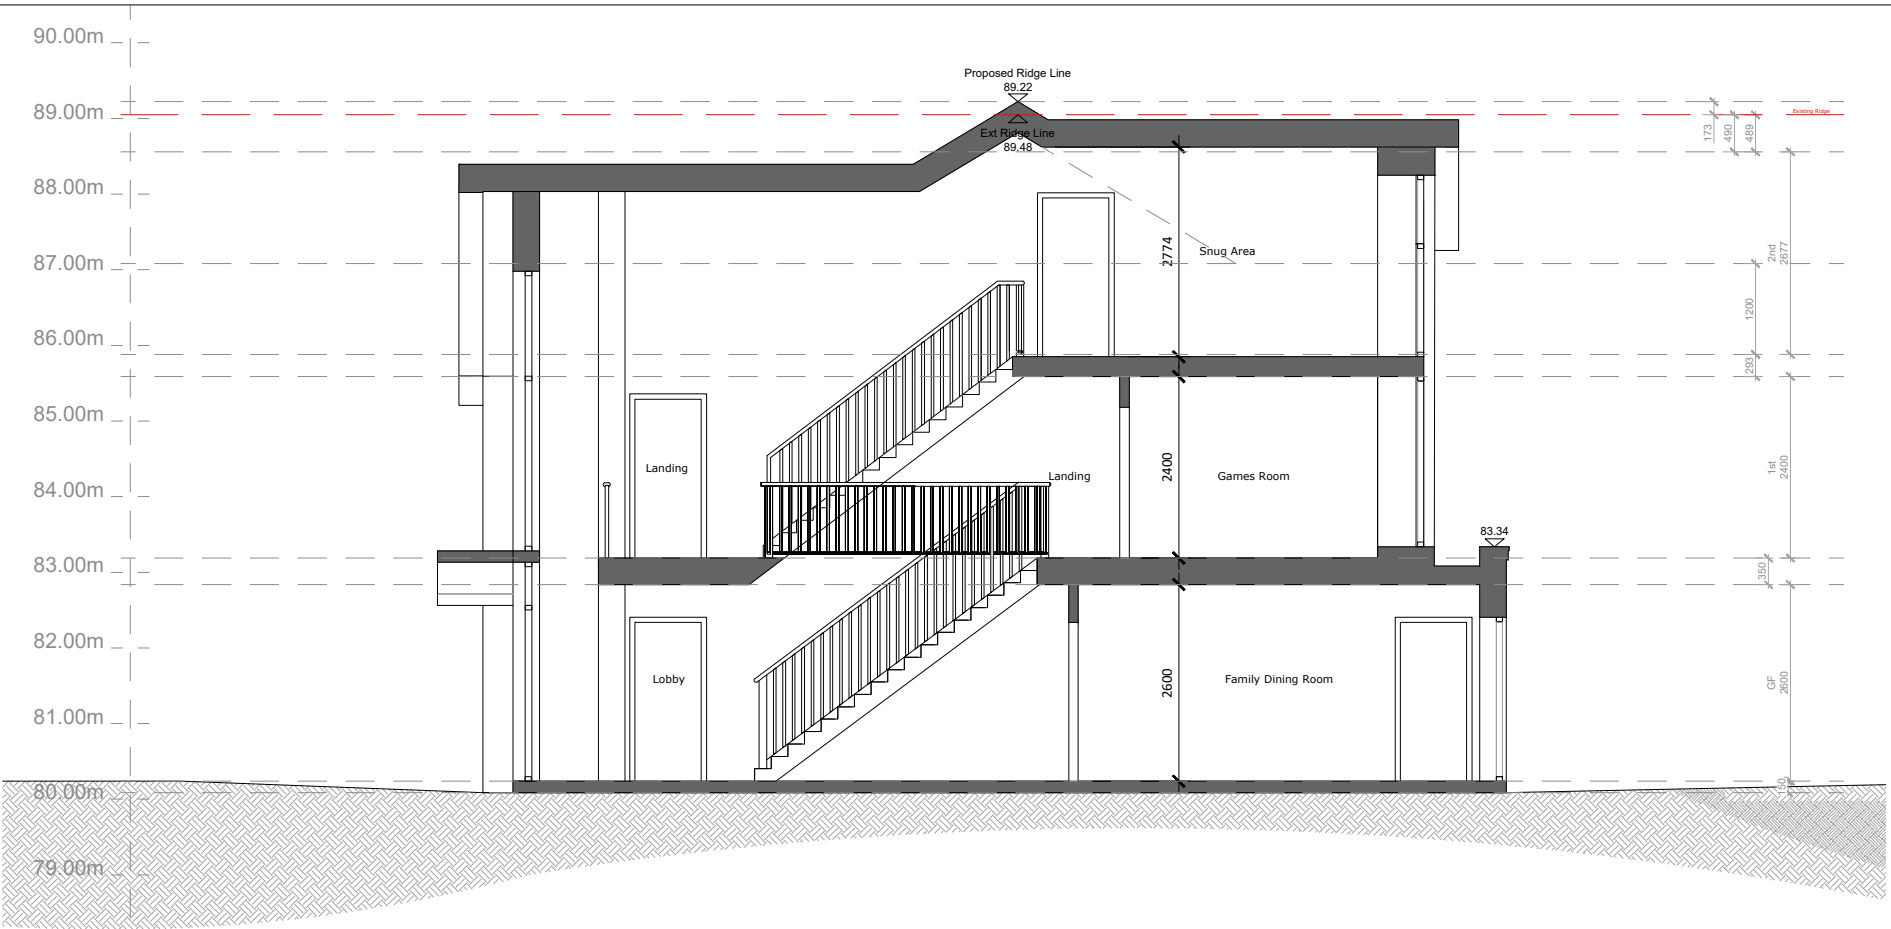 90.00m
Proposed Ridge Line
89.22
89.00m
Existing Ridge
Ext Ridge Line
89.48
173
490
489
88.00m
87.00m
2774
Snug Area
2nd
2677
1200
86.00m
293
85.00m
Landing
2400
Landing
Games Room
1st
2400
84.00m
83.34
83.00m
350
82.00m
Lobby
2600
Family Dining Room
GF
2600
81.00m
80.00m
150
79.00m